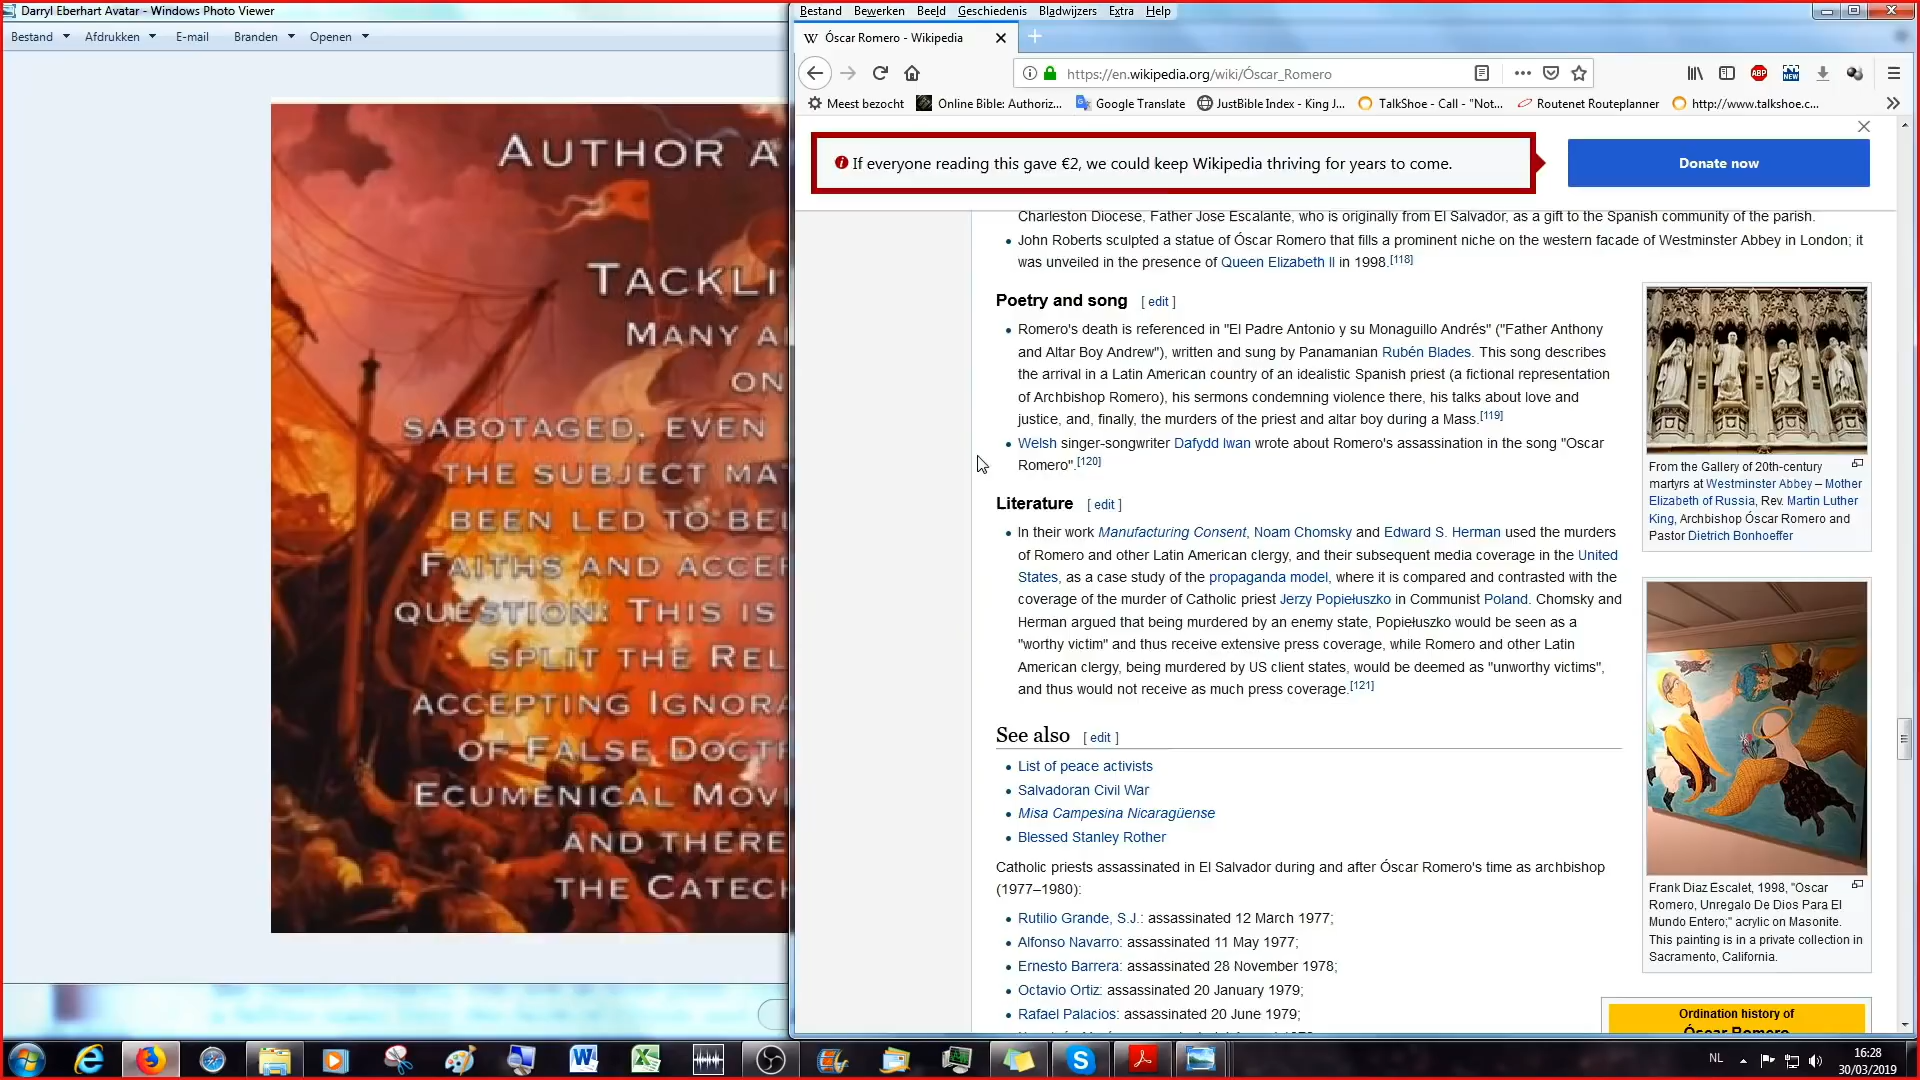 Darryl Eberhart Avatar - Windows Photo Viewer
Bestand
Afdrukken
E-mail
Branden
Openen
AUTHOR A
TACKLI
MANY A
ON
SABOTAGED, EVEN
THE SUBJECT MAT
BEEN LED TO BEL
FAITHS AND ACCEP
QUESTION: THIS IS
SPLIT THE REL
ACCEPTING IGNORA
OF FALSE DOCTR
ECUMENICAL MOV
AND THERE
THE CATECH
Bestand Bewerken Beeld Geschiedenis Bladwijzers Extra Help
W Óscar Romero - Wikipedia
https://en.wikipedia.org/wiki/Óscar_Romero
ABP
NEW
Meest bezocht
Online Bible: Authoriz...
Google Translate
JustBible Index - King J...
TalkShoe - Call - "Not...
Routenet Routeplanner
http://www.talkshoe.c...
If everyone reading this gave €2, we could keep Wikipedia thriving for years to come.
Donate now
Charleston Diocese, Father Jose Escalante, who is originally from El Salvador, as a gift to the Spanish community of the parish.
John Roberts sculpted a statue of Óscar Romero that fills a prominent niche on the western facade of Westminster Abbey in London; it
was unveiled in the presence of Queen Elizabeth II in 1998.[118]
Poetry and song [ edit ]
Romero's death is referenced in "El Padre Antonio y su Monaguillo Andrés" ("Father Anthony
and Altar Boy Andrew"), written and sung by Panamanian Rubén Blades. This song describes
the arrival in a Latin American country of an idealistic Spanish priest (a fictional representation
of Archbishop Romero), his sermons condemning violence there, his talks about love and
justice, and, finally, the murders of the priest and altar boy during a Mass.[119]
Welsh singer-songwriter Dafydd Iwan wrote about Romero's assassination in the song "Oscar
Romero".[120]
Literature [ edit ]
In their work Manufacturing Consent, Noam Chomsky and Edward S. Herman used the murders
of Romero and other Latin American clergy, and their subsequent media coverage in the United
States, as a case study of the propaganda model, where it is compared and contrasted with the
coverage of the murder of Catholic priest Jerzy Popiełuszko in Communist Poland. Chomsky and
Herman argued that being murdered by an enemy state, Popiełuszko would be seen as a
"worthy victim" and thus receive extensive press coverage, while Romero and other Latin
American clergy, being murdered by US client states, would be deemed as "unworthy victims",
and thus would not receive as much press coverage.[121]
See also [ edit ]
List of peace activists
Salvadoran Civil War
Misa Campesina Nicaragüense
Blessed Stanley Rother
Catholic priests assassinated in El Salvador during and after Óscar Romero's time as archbishop
(1977–1980):
Rutilio Grande, S.J.: assassinated 12 March 1977;
Alfonso Navarro: assassinated 11 May 1977;
Ernesto Barrera: assassinated 28 November 1978;
Octavio Ortiz: assassinated 20 January 1979;
Rafael Palacios: assassinated 20 June 1979;
From the Gallery of 20th-century
martyrs at Westminster Abbey – Mother
Elizabeth of Russia, Rev. Martin Luther
King, Archbishop Óscar Romero and
Pastor Dietrich Bonhoeffer
Frank Diaz Escalet, 1998, "Oscar
Romero, Unregalo De Dios Para El
Mundo Entero;" acrylic on Masonite.
This painting is in a private collection in
Sacramento, California.
Ordination history of
Óscar Romero
NL
16:28
30/03/2019